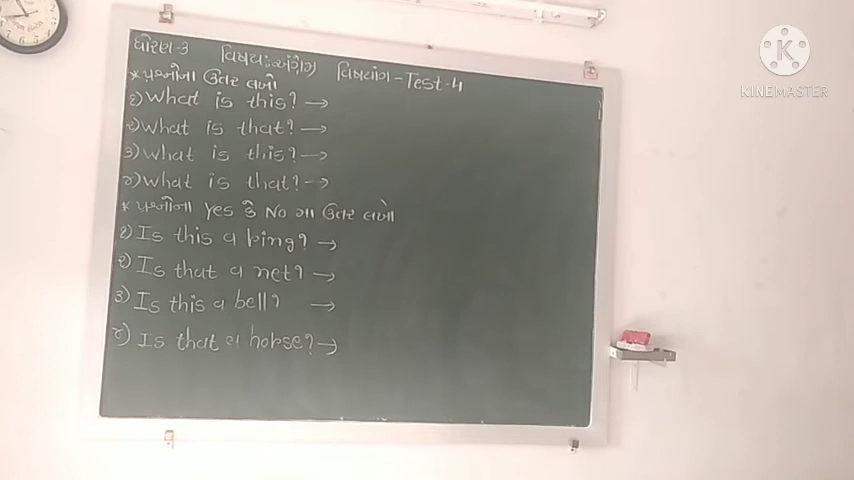 ધોરણ-૩ વિષય:અંગ્રેજી વિષયાંગ-Test-4
*પ્રશ્નોના ઉત્તર લખો
૧) What is this? →
૨) What is that? →
૩) What is this? →
૪) What is that? →
* પ્રશ્નોના Yes કે No મા ઉત્તર લખો
૧) Is this a king? →
૨) Is that a net? →
૩) Is this a bell? →
૪) Is that a horse? →
K
KINEMASTER